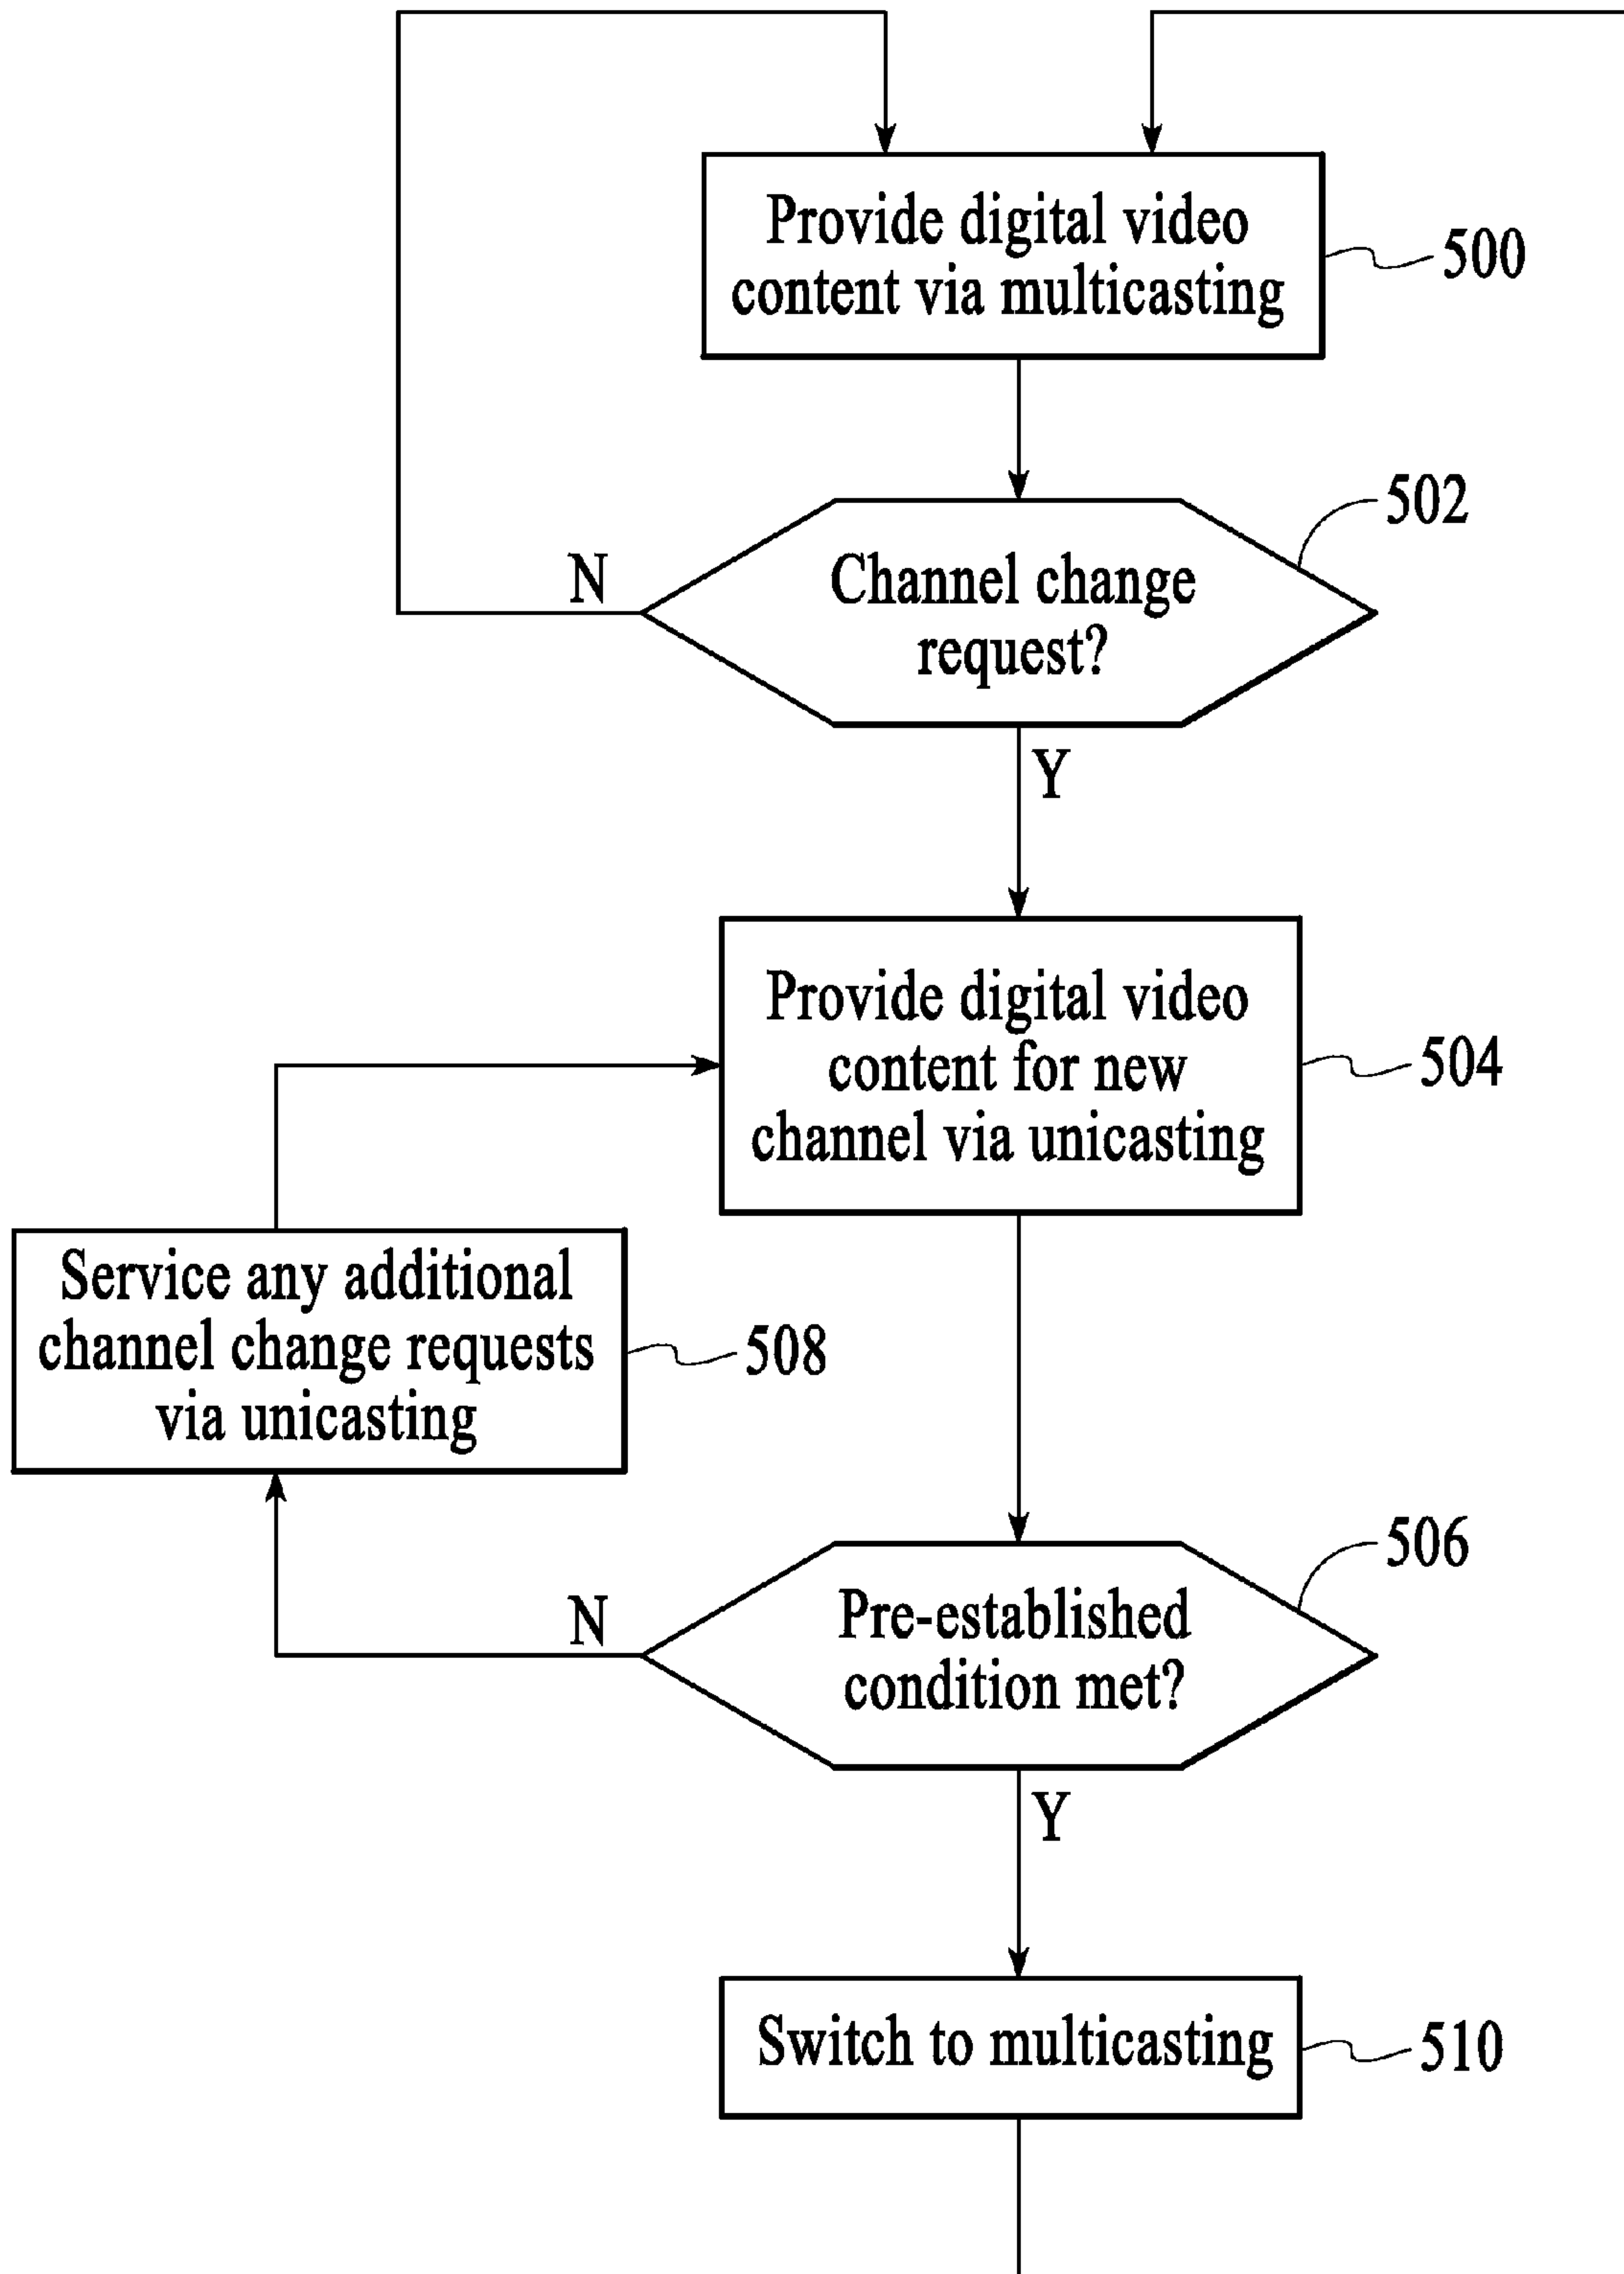 Provide digital video
content via multicasting
500
502
Channel change
request?
N
Y
Provide digital video
content for new
channel via unicasting
504
Service any additional
channel change requests
via unicasting
508
506
Pre-established
condition met?
N
Y
Switch to multicasting
510